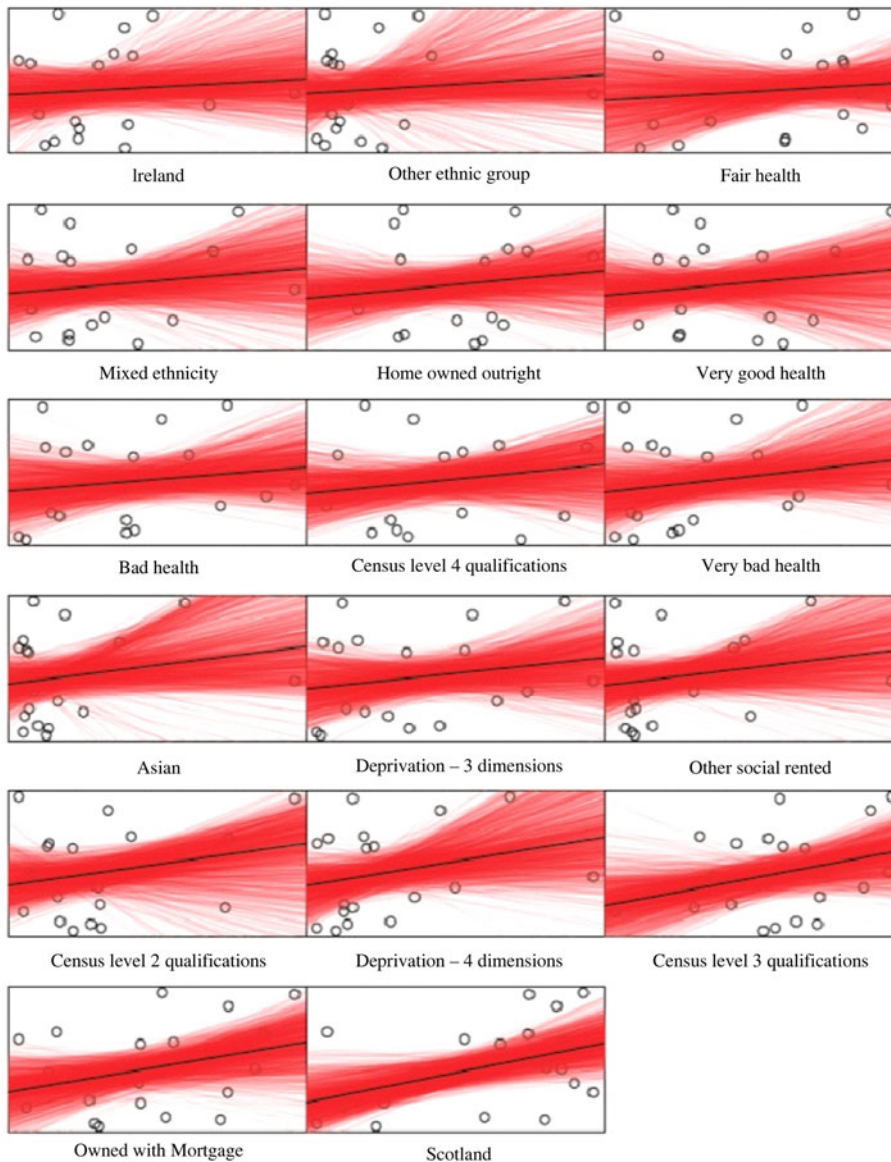 Ireland
Other ethnic group
Fair health
Mixed ethnicity
Home owned outright
Very good health
Bad health
Census level 4 qualifications
Very bad health
Asian
Deprivation – 3 dimensions
Other social rented
Census level 2 qualifications
Deprivation – 4 dimensions
Census level 3 qualifications
Owned with Mortgage
Scotland